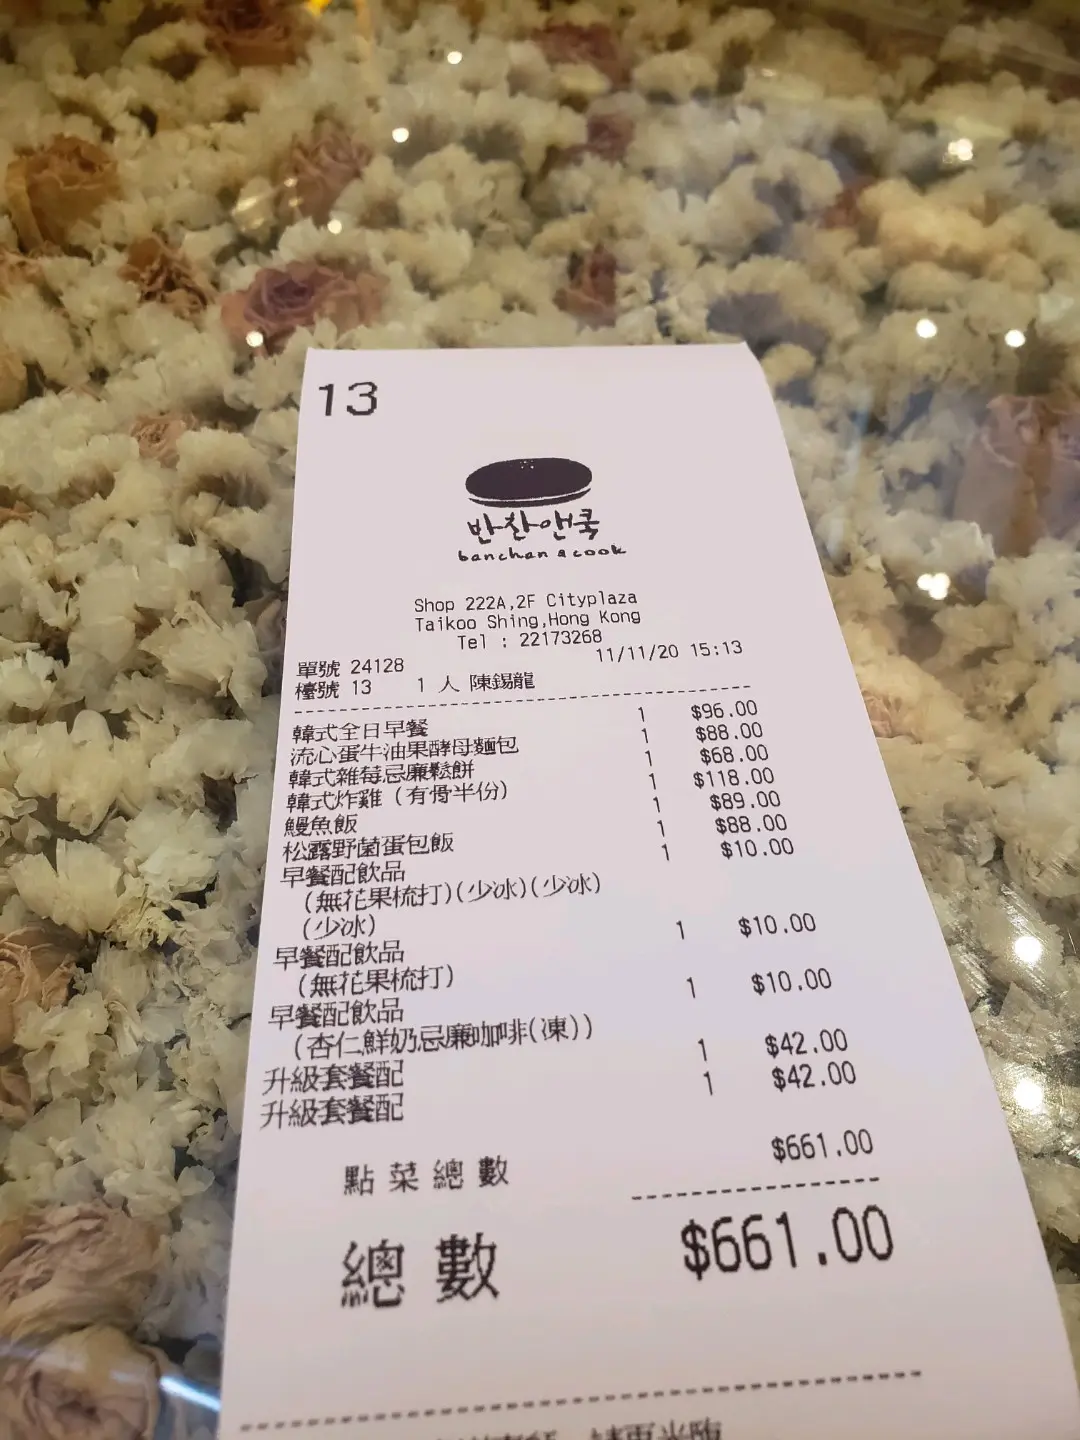 13
반찬앤쿡
banchan & cook
Shop 222A,2F Cityplaza
Taikoo Shing,Hong Kong
Tel : 22173268
單號 24128 11/11/20 15:13
檯號 13 1 人 陳錫龍
韓式全日早餐 1 $96.00
流心蛋牛油果酵母麵包 1 $88.00
韓式雜莓忌廉鬆餅 1 $68.00
韓式炸雞 (有骨半份) 1 $118.00
鰻魚飯 1 $89.00
松露野菌蛋包飯 1 $88.00
早餐配飲品 1 $10.00
(無花果梳打)(少冰)(少冰)
(少冰)
早餐配飲品 1 $10.00
(無花果梳打)
早餐配飲品 1 $10.00
(杏仁鮮奶忌廉咖啡(凍))
升級套餐配 1 $42.00
升級套餐配 1 $42.00
點菜總數 $661.00
總數 $661.00
請再光臨